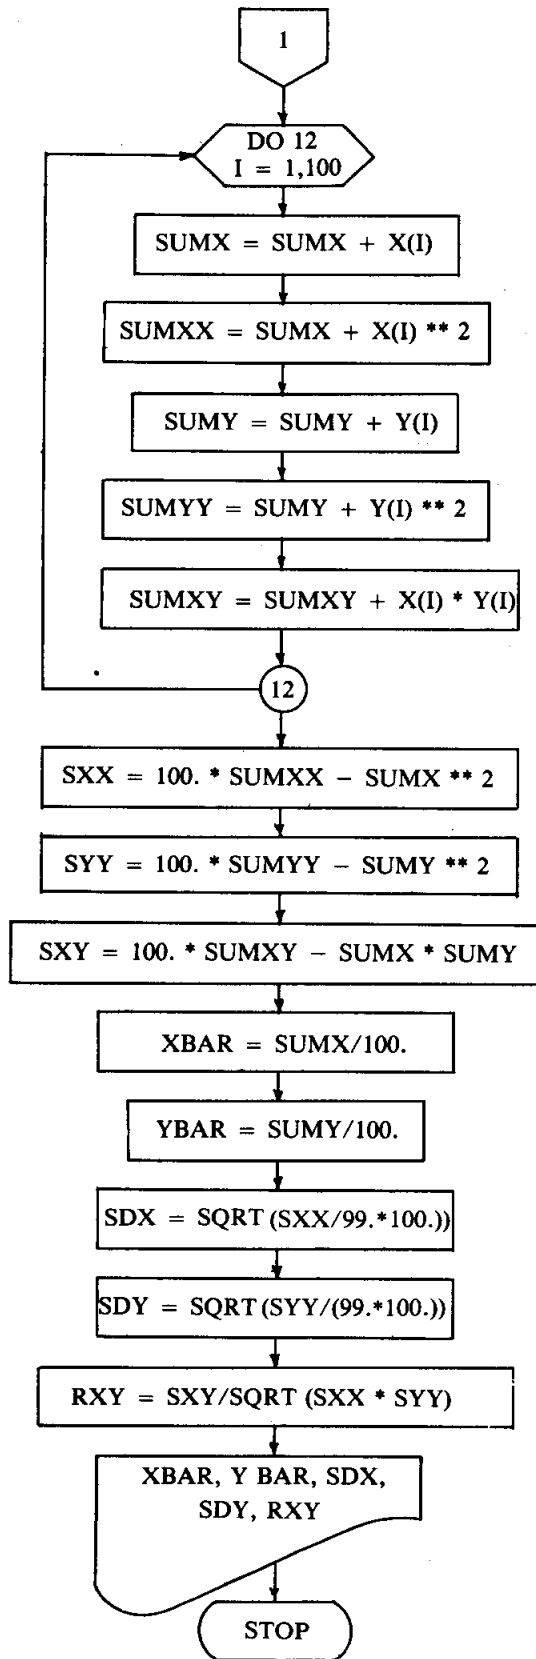 1
DO 12
I = 1,100
SUMX = SUMX + X(I)
SUMXX = SUMX + X(I) ** 2
SUMY = SUMY + Y(I)
SUMYY = SUMY + Y(I) ** 2
SUMXY = SUMXY + X(I) * Y(I)
12
SXX = 100. * SUMXX − SUMX ** 2
SYY = 100. * SUMYY − SUMY ** 2
SXY = 100. * SUMXY − SUMX * SUMY
XBAR = SUMX/100.
YBAR = SUMY/100.
SDX = SQRT (SXX/99.*100.))
SDY = SQRT (SYY/(99.*100.))
RXY = SXY/SQRT (SXX * SYY)
XBAR, Y BAR, SDX,
SDY, RXY
STOP